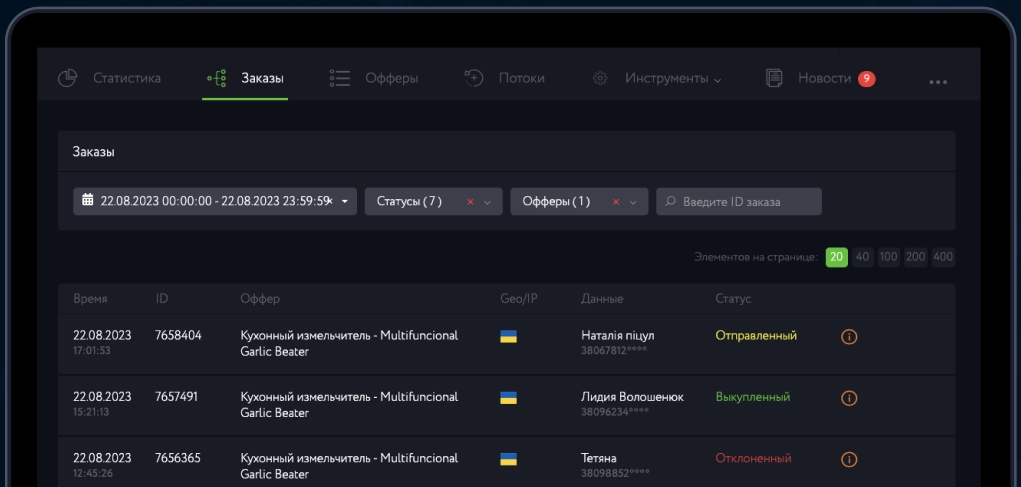 Статистика Заказы Офферы Потоки Инструменты Новости 9
Заказы
22.08.2023 00:00:00 - 22.08.2023 23:59:59 Статусы (7) Офферы (1) Введите ID заказа
Элементов на странице: 20 40 100 200 400
Время ID Оффер Geo/IP Данные Статус
22.08.2023 7658404 Кухонный измельчитель - Multifuncional Наталія піцул Отправленный
17:01:53 Garlic Beater 38067812****
22.08.2023 7657491 Кухонный измельчитель - Multifuncional Лидия Волошенюк Выкупленный
15:21:13 Garlic Beater 38096234****
22.08.2023 7656365 Кухонный измельчитель - Multifuncional Тетяна Отклоненный
12:45:26 Garlic Beater 38098852****